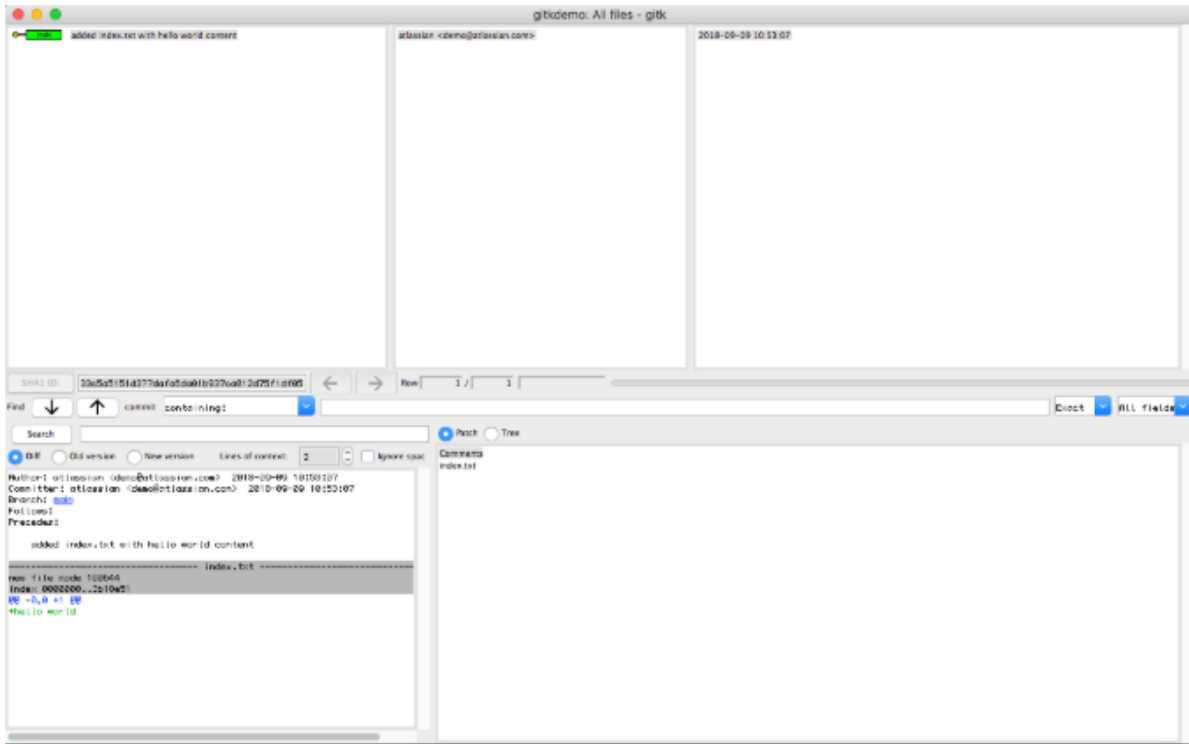 gitkdemo: All files - gitk
main added index.txt with hello world content atlassian <demo@atlassian.com> 2018-09-09 10:53:07
SHA1 ID: Row 1 / 1
Find commit containing: Exact All fields
Search Patch Tree
Diff Old version New version Lines of context: 3 Ignore spac
Comments
index.txt
Author: atlassian <demo@atlassian.com> 2018-09-09 10:53:07
Committer: atlassian <demo@atlassian.com> 2018-09-09 10:53:07
Branch: main
Follows:
Precedes:
added index.txt with hello world content
index.txt
new file mode 100644
index 0000000..3b18e51
@@ -0,0 +1 @@
+hello world